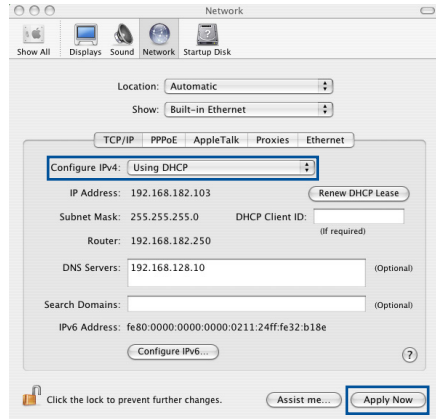 Network
Show All Displays Sound Network Startup Disk
Location: Automatic
Show: Built-in Ethernet
TCP/IP PPPoE AppleTalk Proxies Ethernet
Configure IPv4: Using DHCP
IP Address: 192.168.182.103 Renew DHCP Lease
Subnet Mask: 255.255.255.0 DHCP Client ID:
(If required)
Router: 192.168.182.250
DNS Servers: 192.168.128.10 (Optional)
Search Domains: (Optional)
IPv6 Address: fe80:0000:0000:0000:0211:24ff:fe32:b18e
Configure IPv6... ?
Click the lock to prevent further changes. Assist me... Apply Now